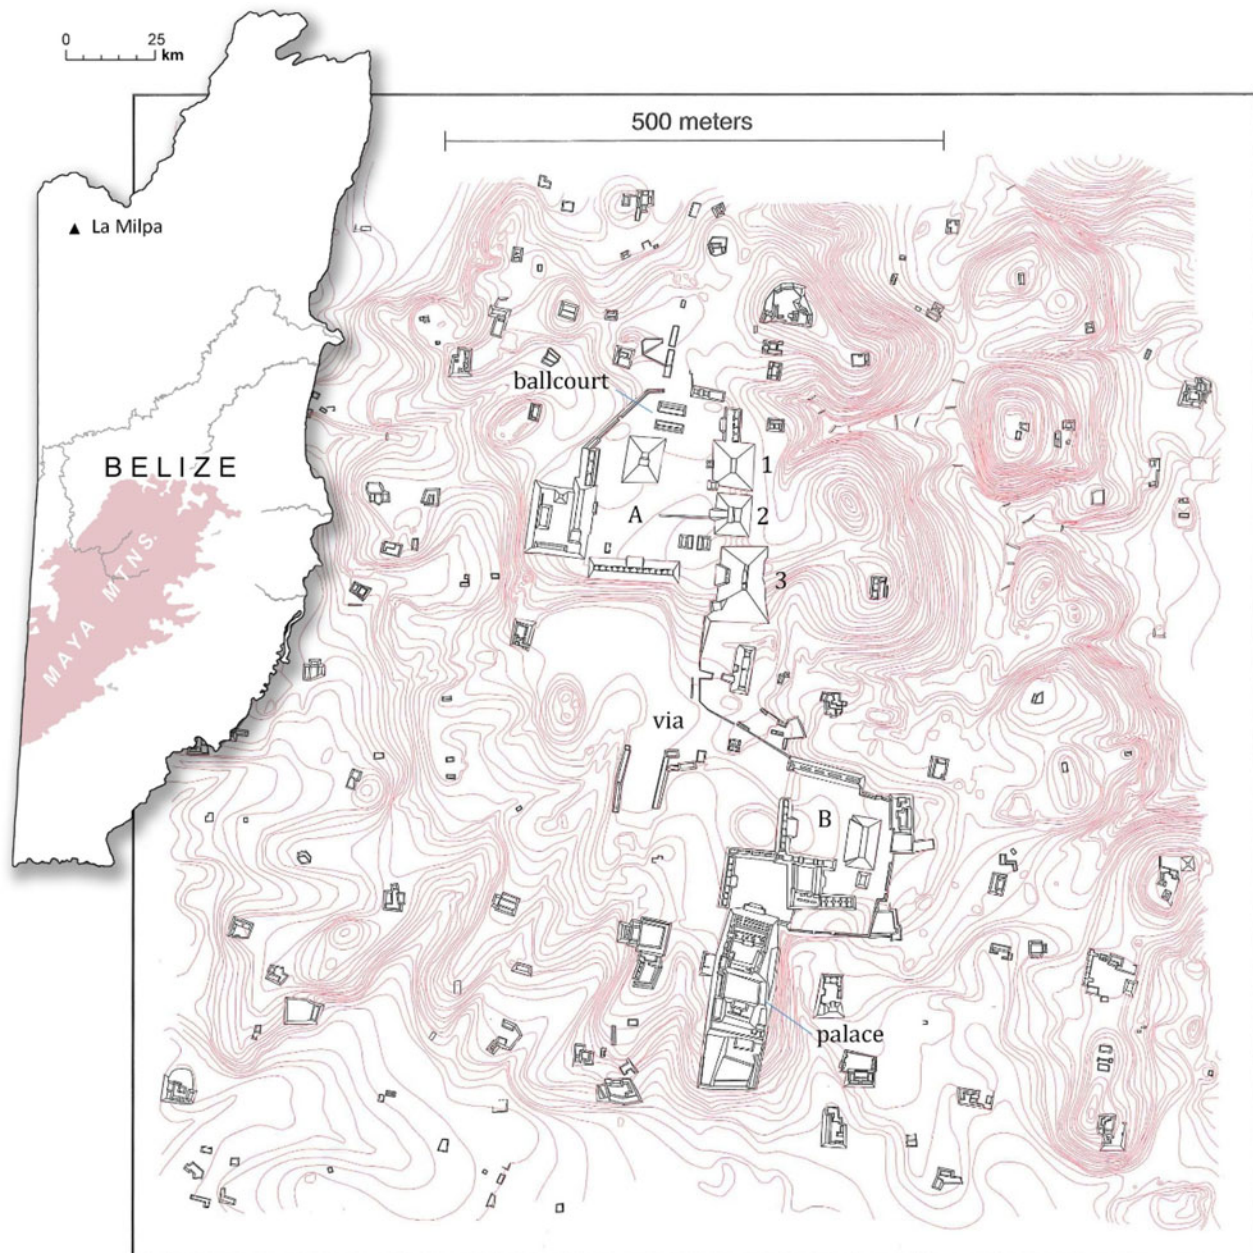 0 25
km
500 meters
▲ La Milpa
ballcourt
1
A
2
3
BELIZE
MAYA MTNS.
via
B
palace